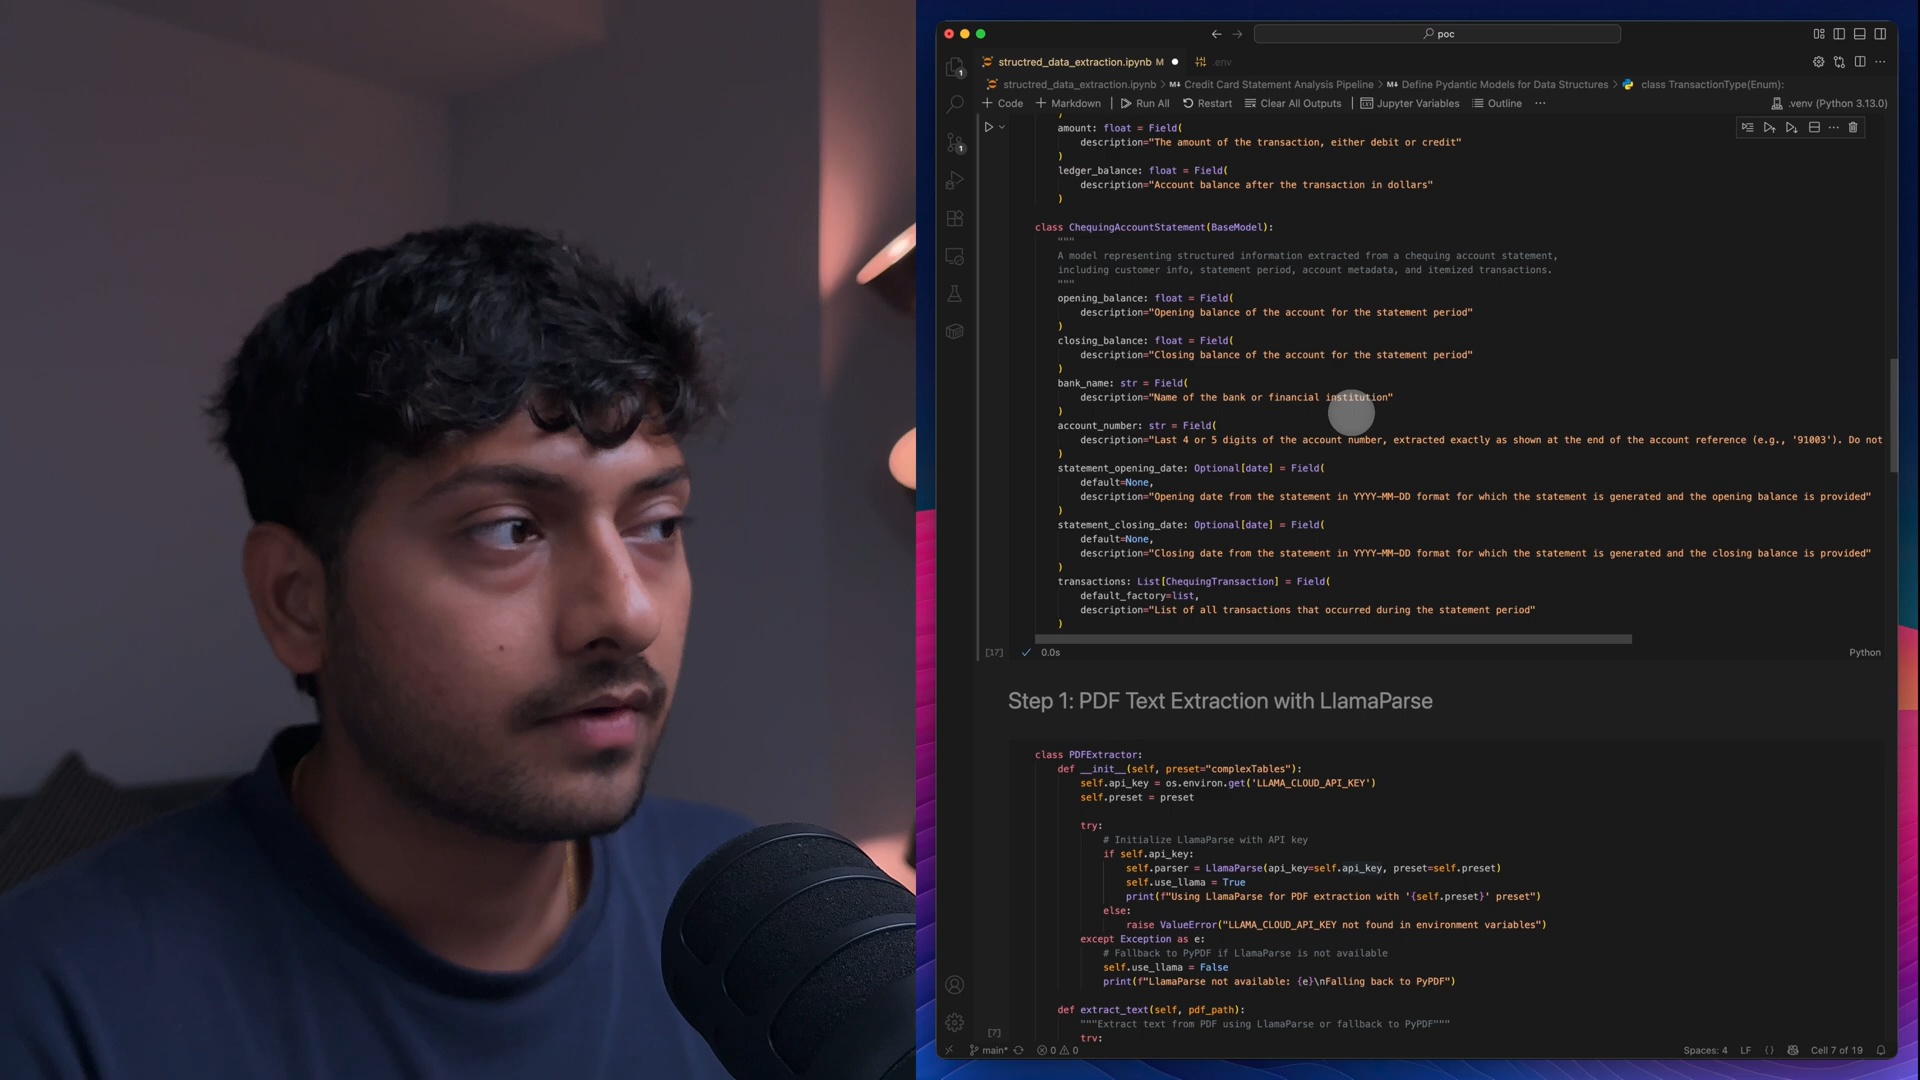 poc
structred_data_extraction.ipynb M
.env
structred_data_extraction.ipynb > Credit Card Statement Analysis Pipeline > Define Pydantic Models for Data Structures > class TransactionType(Enum):
+ Code + Markdown | Run All Restart Clear All Outputs | Jupyter Variables Outline ...
.venv (Python 3.13.0)
)
amount: float = Field(
description="The amount of the transaction, either debit or credit"
)
ledger_balance: float = Field(
description="Account balance after the transaction in dollars"
)
class ChequingAccountStatement(BaseModel):
"""
A model representing structured information extracted from a chequing account statement,
including customer info, statement period, account metadata, and itemized transactions.
"""
opening_balance: float = Field(
description="Opening balance of the account for the statement period"
)
closing_balance: float = Field(
description="Closing balance of the account for the statement period"
)
bank_name: str = Field(
description="Name of the bank or financial institution"
)
account_number: str = Field(
description="Last 4 or 5 digits of the account number, extracted exactly as shown at the end of the account reference (e.g., '91003'). Do not
)
statement_opening_date: Optional[date] = Field(
default=None,
description="Opening date from the statement in YYYY-MM-DD format for which the statement is generated and the opening balance is provided"
)
statement_closing_date: Optional[date] = Field(
default=None,
description="Closing date from the statement in YYYY-MM-DD format for which the statement is generated and the closing balance is provided"
)
transactions: List[ChequingTransaction] = Field(
default_factory=list,
description="List of all transactions that occurred during the statement period"
)
[17] 0.0s Python
Step 1: PDF Text Extraction with LlamaParse
class PDFExtractor:
def __init__(self, preset="complexTables"):
self.api_key = os.environ.get('LLAMA_CLOUD_API_KEY')
self.preset = preset
try:
# Initialize LlamaParse with API key
if self.api_key:
self.parser = LlamaParse(api_key=self.api_key, preset=self.preset)
self.use_llama = True
print(f"Using LlamaParse for PDF extraction with '{self.preset}' preset")
else:
raise ValueError("LLAMA_CLOUD_API_KEY not found in environment variables")
except Exception as e:
# Fallback to PyPDF if LlamaParse is not available
self.use_llama = False
print(f"LlamaParse not available: {e}\nFalling back to PyPDF")
def extract_text(self, pdf_path):
"""Extract text from PDF using LlamaParse or fallback to PyPDF"""
try:
[7]
main* 0 0 Spaces: 4 LF {} Cell 7 of 19